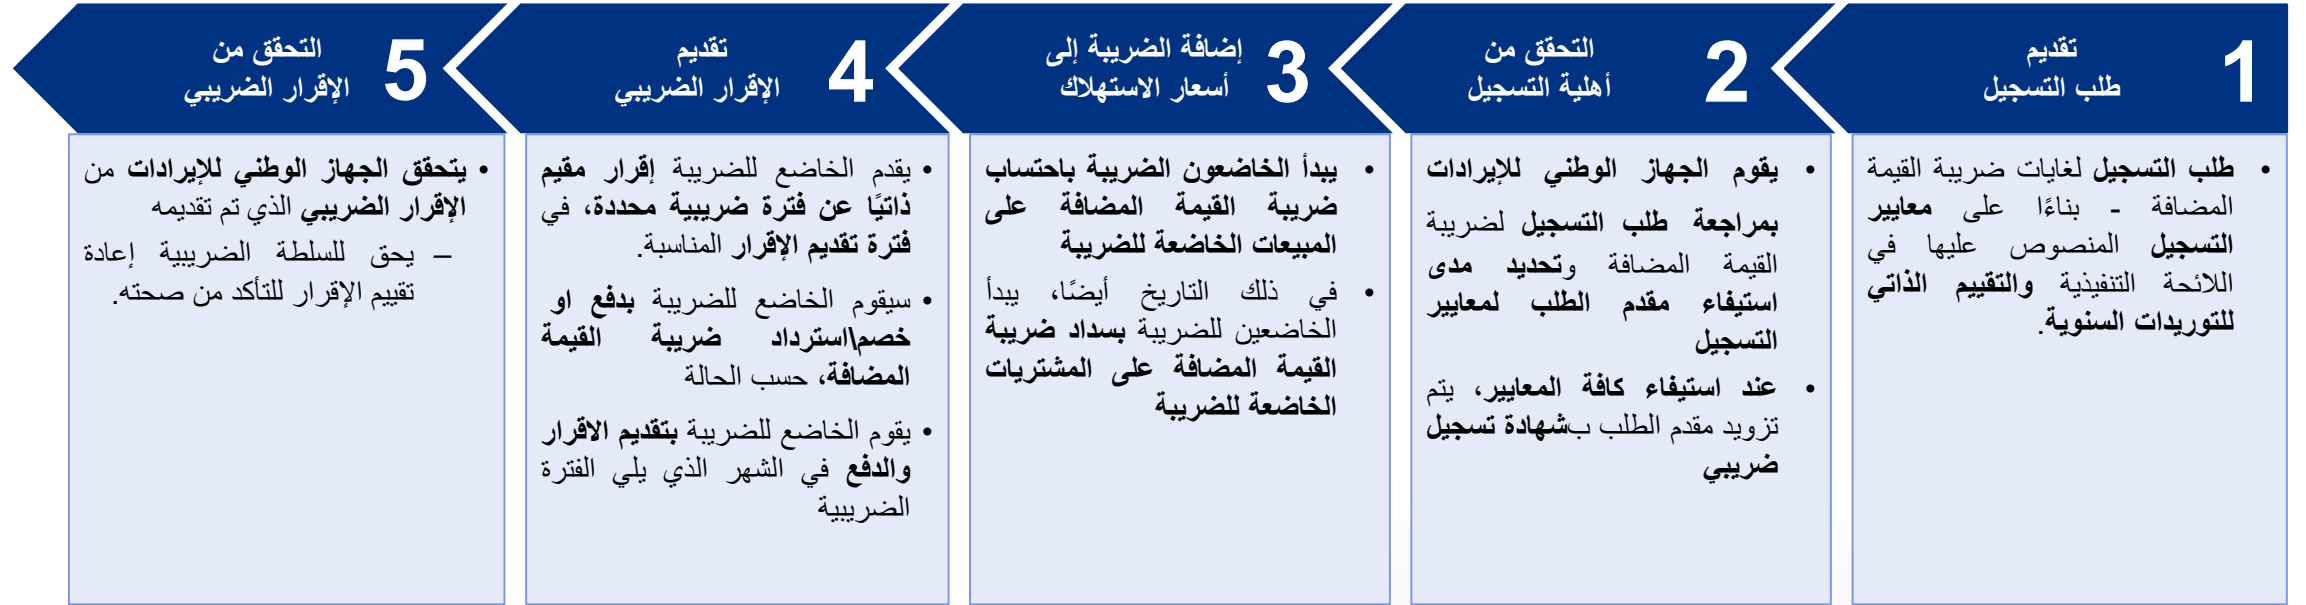 1
تقديم
طلب التسجيل
• طلب التسجيل لغايات ضريبة القيمة
المضافة - بناءًا على معايير
التسجيل المنصوص عليها في
اللائحة التنفيذية والتقييم الذاتي
للتوريدات السنوية.
2
التحقق من
أهلية التسجيل
• يقوم الجهاز الوطني للإيرادات
بمراجعة طلب التسجيل لضريبة
القيمة المضافة وتحديد مدى
استيفاء مقدم الطلب لمعايير
التسجيل
• عند استيفاء كافة المعايير، يتم
تزويد مقدم الطلب بشهادة تسجيل
ضريبي
3
إضافة الضريبة إلى
أسعار الاستهلاك
• يبدأ الخاضعون الضريبة باحتساب
ضريبة القيمة المضافة على
المبيعات الخاضعة للضريبة
• في ذلك التاريخ أيضًا، يبدأ
الخاضعين للضريبة بسداد ضريبة
القيمة المضافة على المشتريات
الخاضعة للضريبة
4
تقديم
الإقرار الضريبي
• يقدم الخاضع للضريبة إقرار مقيم
ذاتيًا عن فترة ضريبية محددة، في
فترة تقديم الإقرار المناسبة.
• سيقوم الخاضع للضريبة بدفع او
خصم\استرداد ضريبة القيمة
المضافة، حسب الحالة
• يقوم الخاضع للضريبة بتقديم الاقرار
والدفع في الشهر الذي يلي الفترة
الضريبية
5
التحقق من
الإقرار الضريبي
• يتحقق الجهاز الوطني للإيرادات من
الإقرار الضريبي الذي تم تقديمه
– يحق للسلطة الضريبية إعادة
تقييم الإقرار للتأكد من صحته.